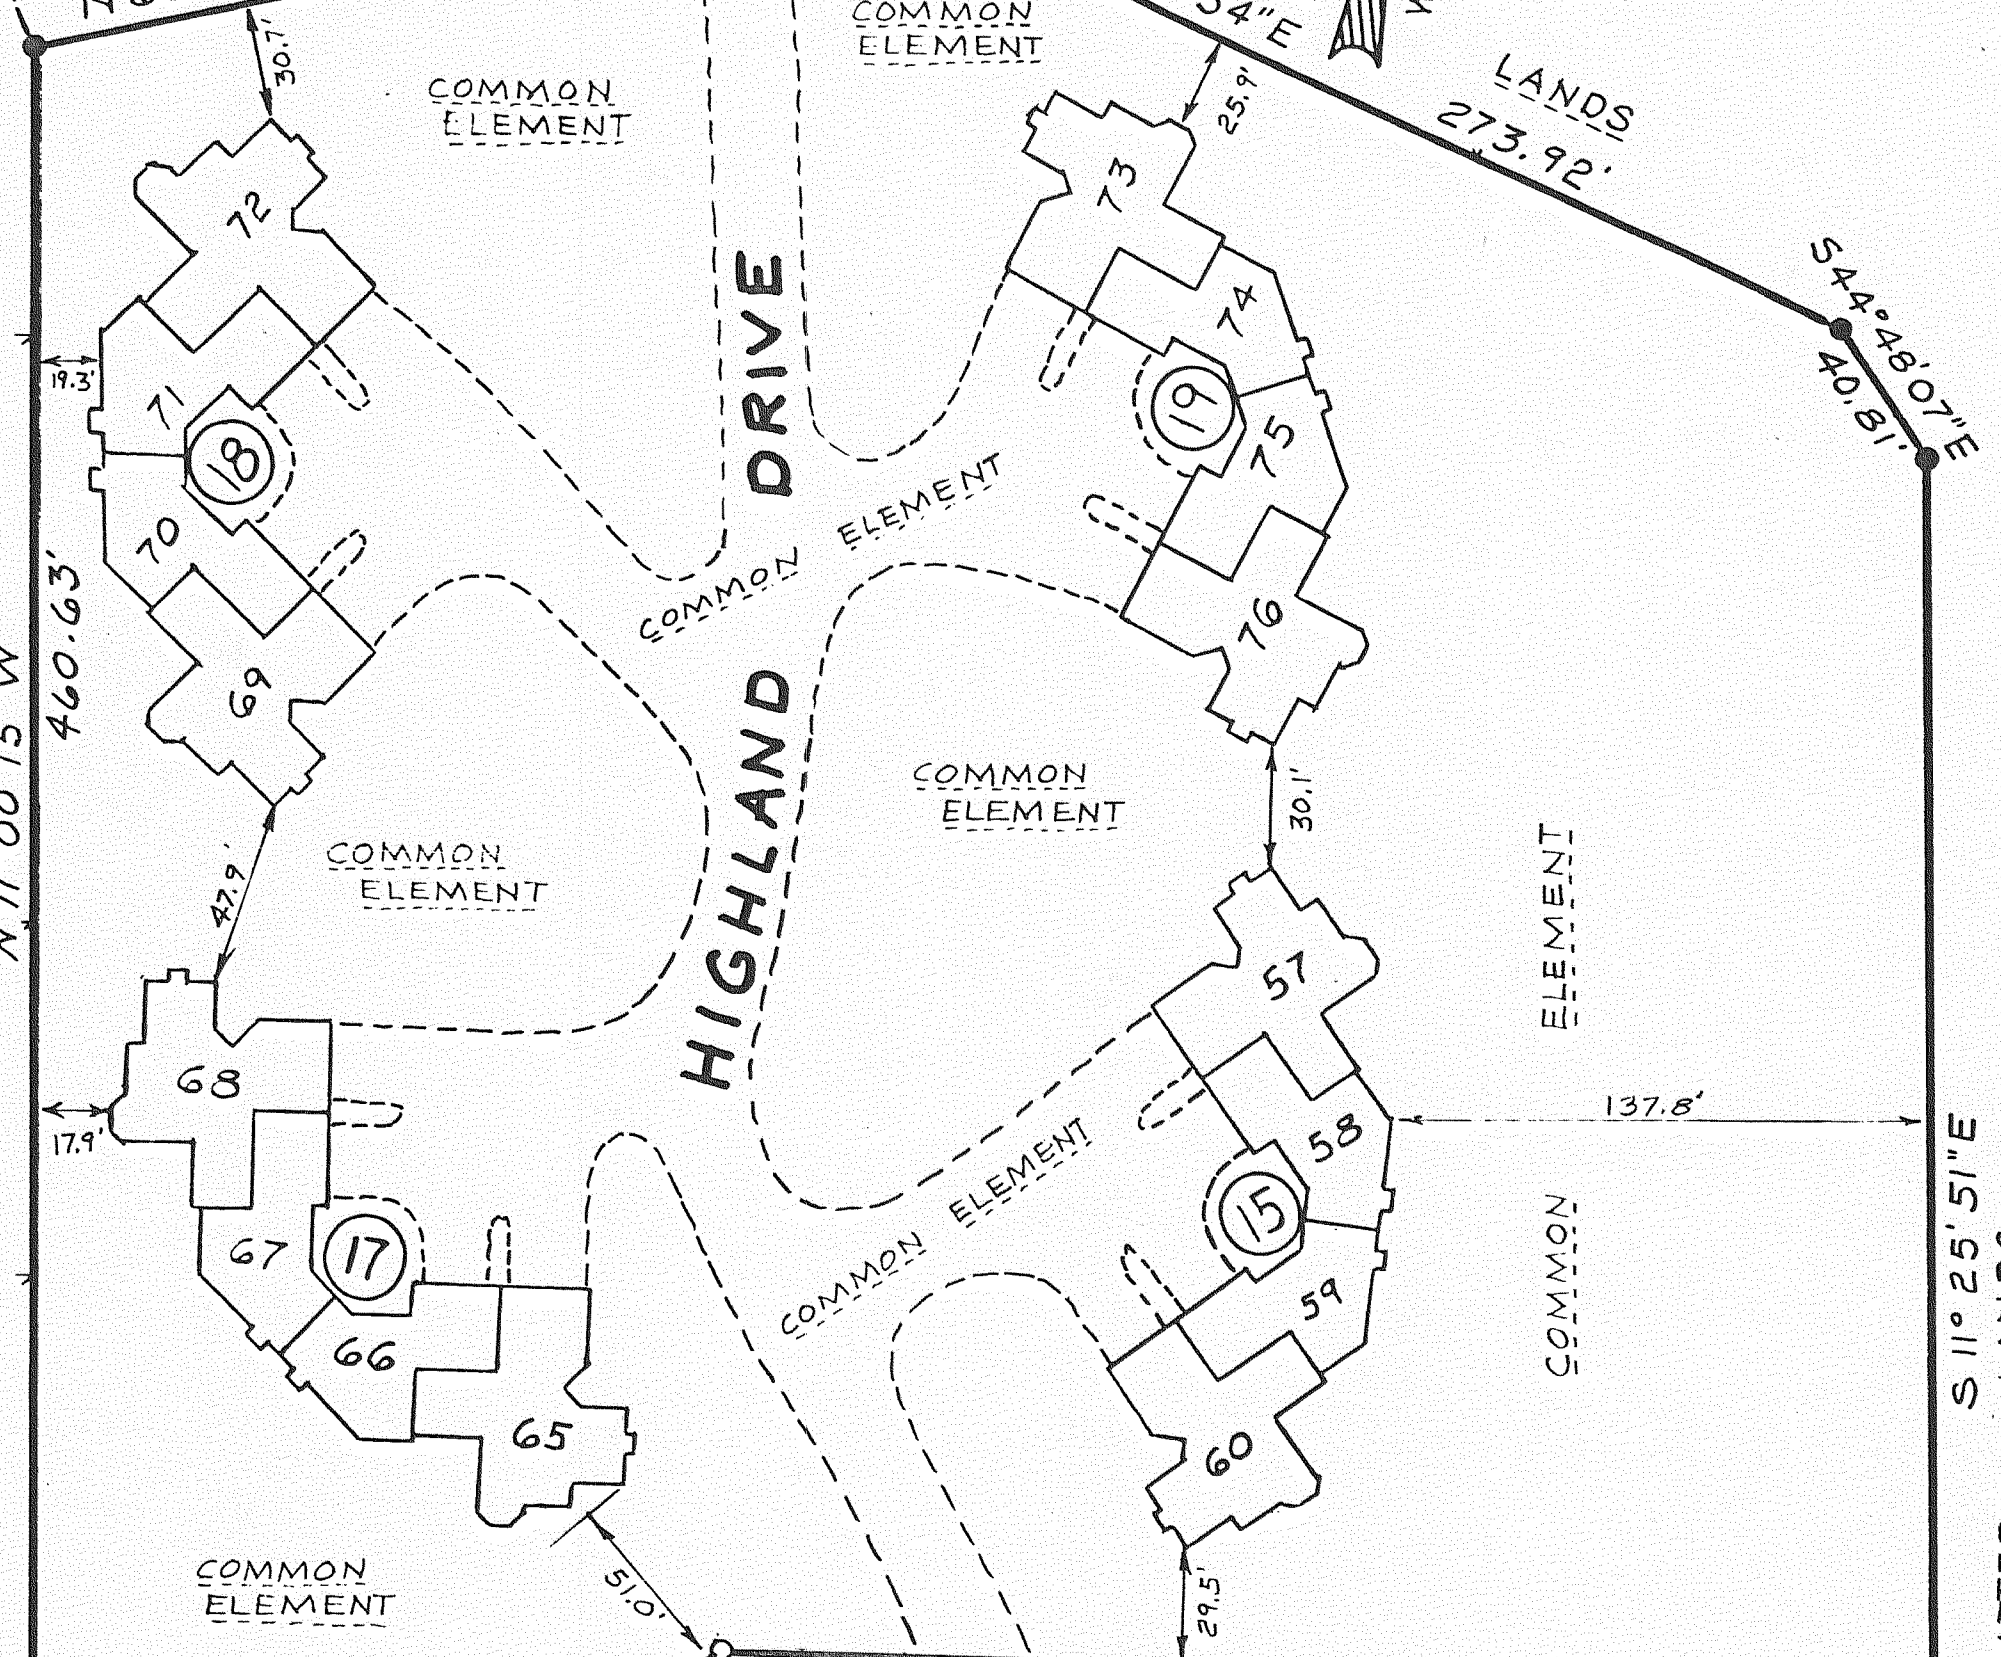 COMMON
ELEMENT
54"E
LANDS
273.92'
30.7'
25.9'
COMMON
ELEMENT
72
73
74
S44°48'07"E
40.81'
19.3'
71
18
19
75
70
76
69
HIGHLAND DRIVE
COMMON ELEMENT
460.63'
30.1'
COMMON
ELEMENT
COMMON
ELEMENT
47.9'
57
58
68
17.9'
137.8'
COMMON ELEMENT
COMMON ELEMENT
15
59
67
17
66
65
60
S 11° 25' 51" E
51.0'
29.5'
COMMON
ELEMENT